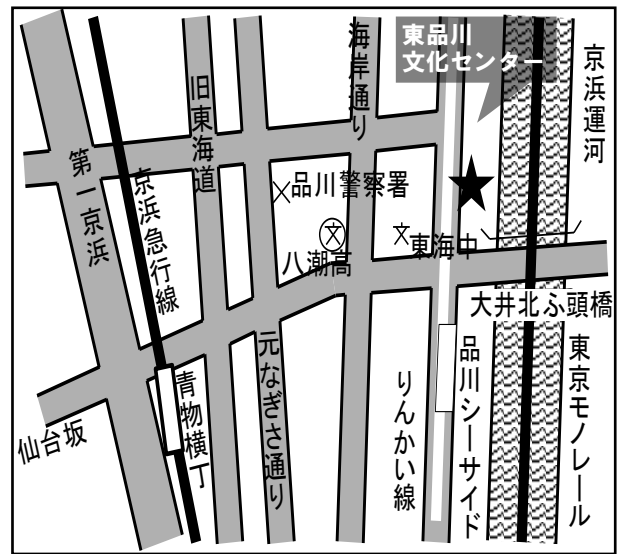 東品川
文化センター
京浜運河
海岸通り
旧東海道
第一京浜
京浜急行線
品川警察署
文
文
八潮高
東海中
大井北ふ頭橋
仙台坂
青物横丁
元なぎさ通り
りんかい線
品川シーサイド
東京モノレール